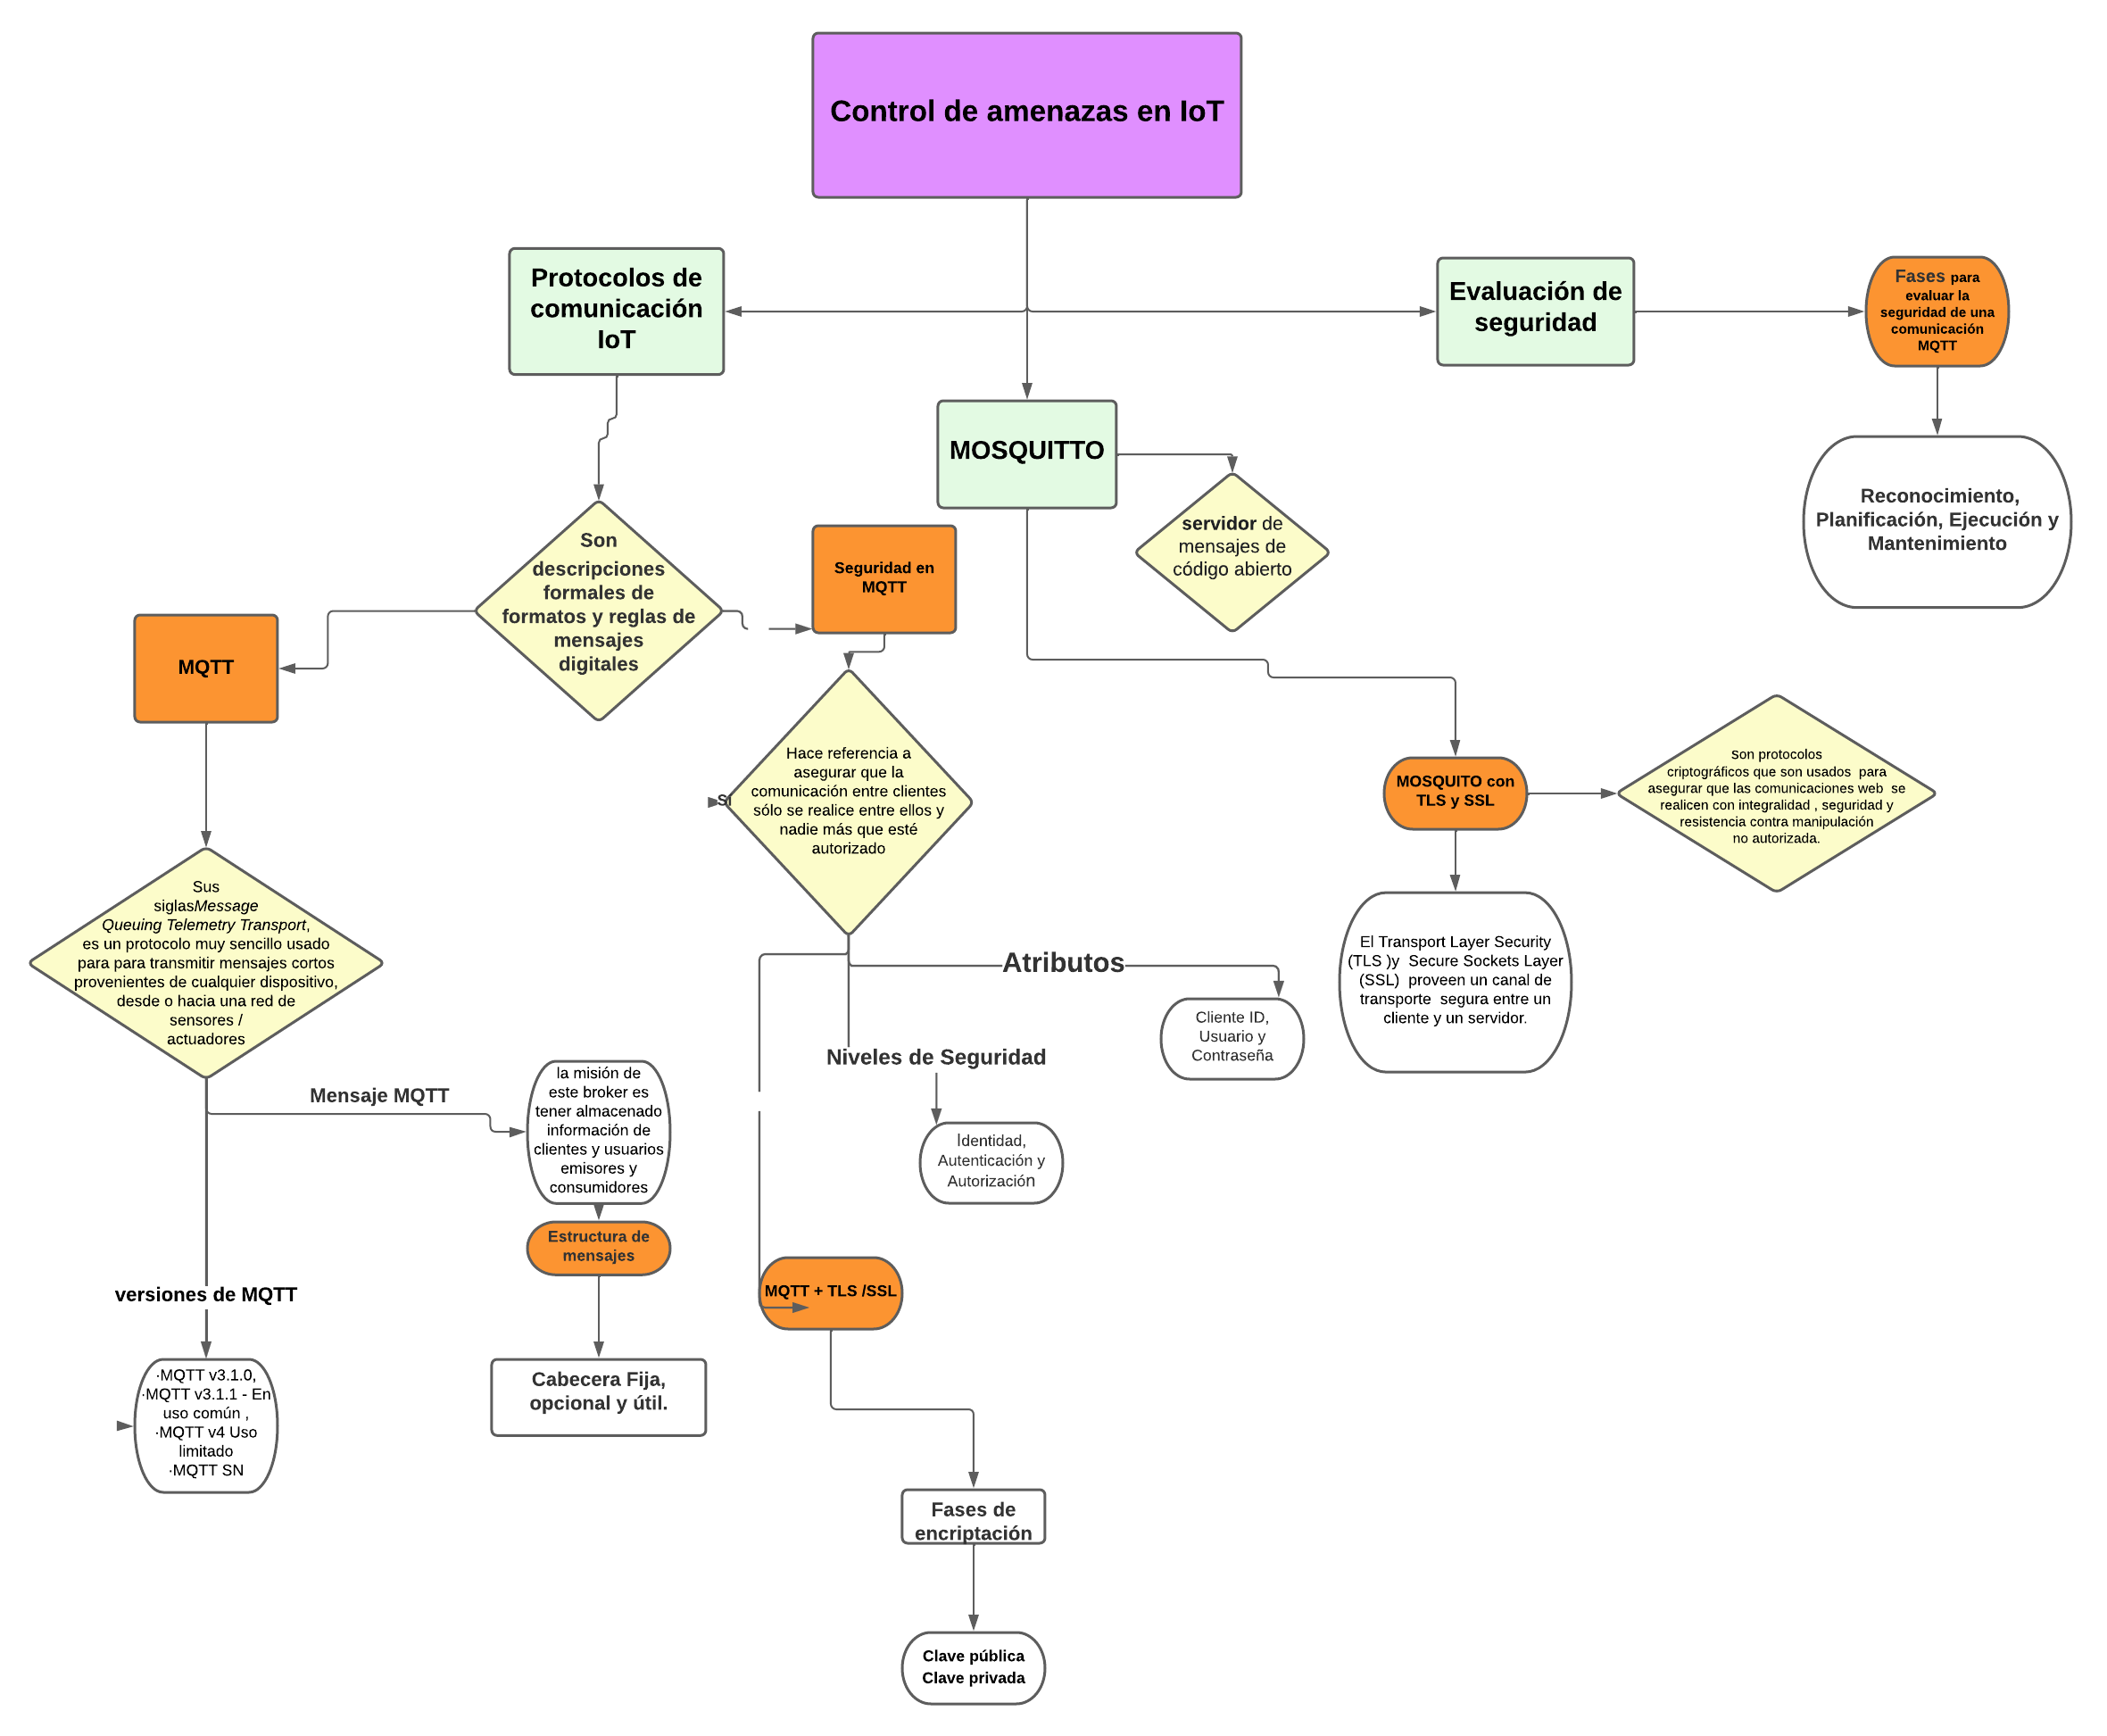 Control de amenazas en IoT
Protocolos de
comunicación
IoT
Evaluación de
seguridad
Fases para
evaluar la
seguridad de una
comunicación
MQTT
MOSQUITTO
servidor de
mensajes de
código abierto
Reconocimiento,
Planificación, Ejecución y
Mantenimiento
Son
descripciones
formales de
formatos y reglas de
mensajes
digitales
Seguridad en
MQTT
MQTT
Hace referencia a
asegurar que la
comunicación entre clientes
sólo se realice entre ellos y
nadie más que esté
autorizado
Sí
MOSQUITO con
TLS y SSL
son protocolos
criptográficos que son usados  para
asegurar que las comunicaciones web  se
realicen con integralidad , seguridad y
resistencia contra manipulación
no autorizada.
Sus
siglasMessage
Queuing Telemetry Transport,
es un protocolo muy sencillo usado
para para transmitir mensajes cortos
provenientes de cualquier dispositivo,
desde o hacia una red de
sensores /
actuadores
El Transport Layer Security
(TLS )y  Secure Sockets Layer
(SSL)  proveen un canal de
transporte  segura entre un
cliente y un servidor.
Atributos
Cliente ID,
Usuario y
Contraseña
Niveles de Seguridad
Identidad,
Autenticación y
Autorización
Mensaje MQTT
la misión de
este broker es
tener almacenado
información de
clientes y usuarios
emisores y
consumidores
Estructura de
mensajes
Cabecera Fija,
opcional y útil.
versiones de MQTT
·MQTT v3.1.0,
·MQTT v3.1.1 - En
uso común ,
·MQTT v4 Uso
limitado
·MQTT SN
MQTT + TLS /SSL
Fases de
encriptación
Clave pública
Clave privada